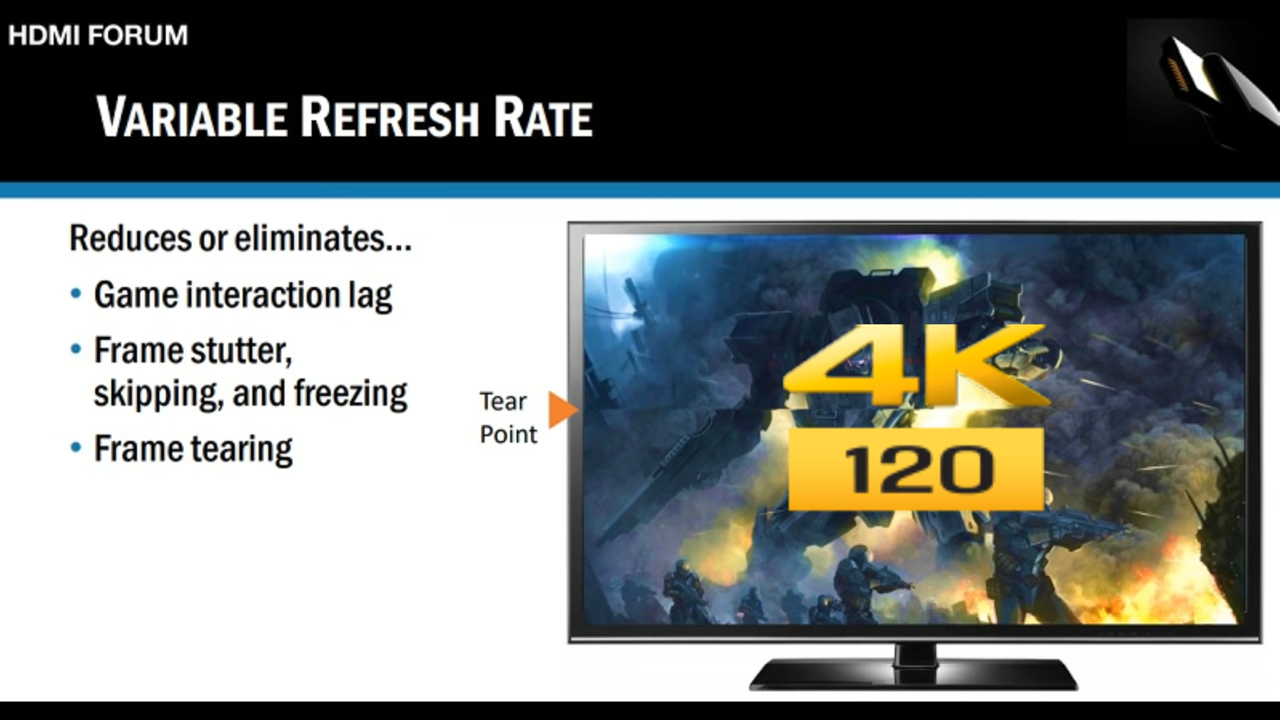 HDMI FORUM
VARIABLE REFRESH RATE
Reduces or eliminates...
• Game interaction lag
• Frame stutter,
skipping, and freezing
• Frame tearing
Tear
Point
4K
120